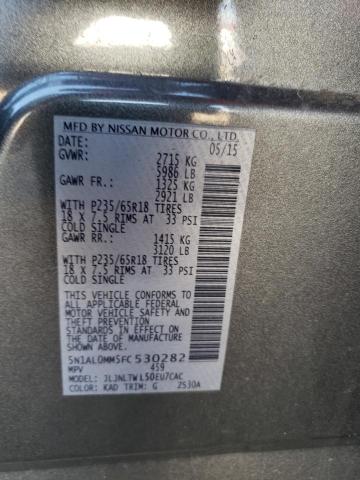 MFD BY NISSAN MOTOR CO., LTD.
DATE: 05/15
GVWR: 2715 KG
5986 LB
GAWR FR.: 1325 KG
2921 LB
WITH P235/65R18 TIRES
18 X 7.5 RIMS AT 33 PSI
COLD SINGLE
GAWR RR.: 1415 KG
3120 LB
WITH P235/65R18 TIRES
18 X 7.5 RIMS AT 33 PSI
COLD SINGLE
THIS VEHICLE CONFORMS TO
ALL APPLICABLE FEDERAL
MOTOR VEHICLE SAFETY
STANDARDS IN EFFECT ON
THE DATE OF MANUFACTURE
SHOWN ABOVE.
5N1AL0MM5FC530282
MPV 459
MODEL: JLJNLTWL50EU7CAC
COLOR: KAD TRIM: G ZS30A